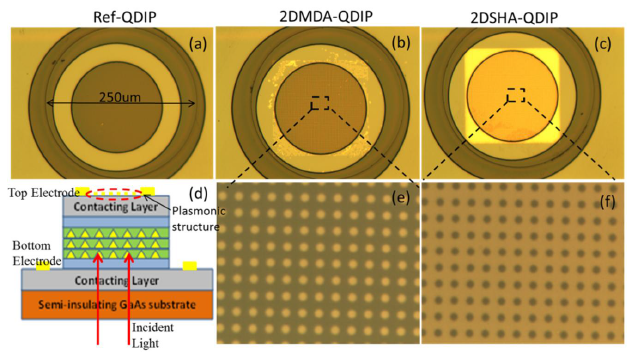 Ref-QDIP
2DMDA-QDIP
2DSHA-QDIP
(a)
(b)
(c)
250um
(d)
Top Electrode
Contacting Layer
Plasmonic
structure
Bottom
Electrode
Contacting Layer
Semi-insulating GaAs substrate
Incident
Light
(e)
(f)